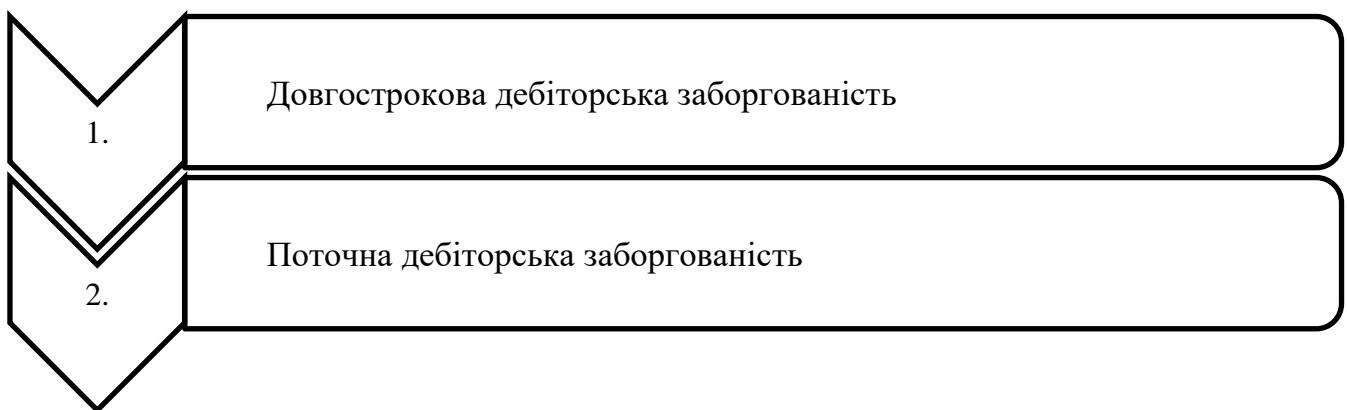 1.
Довгострокова дебіторська заборгованість
2.
Поточна дебіторська заборгованість